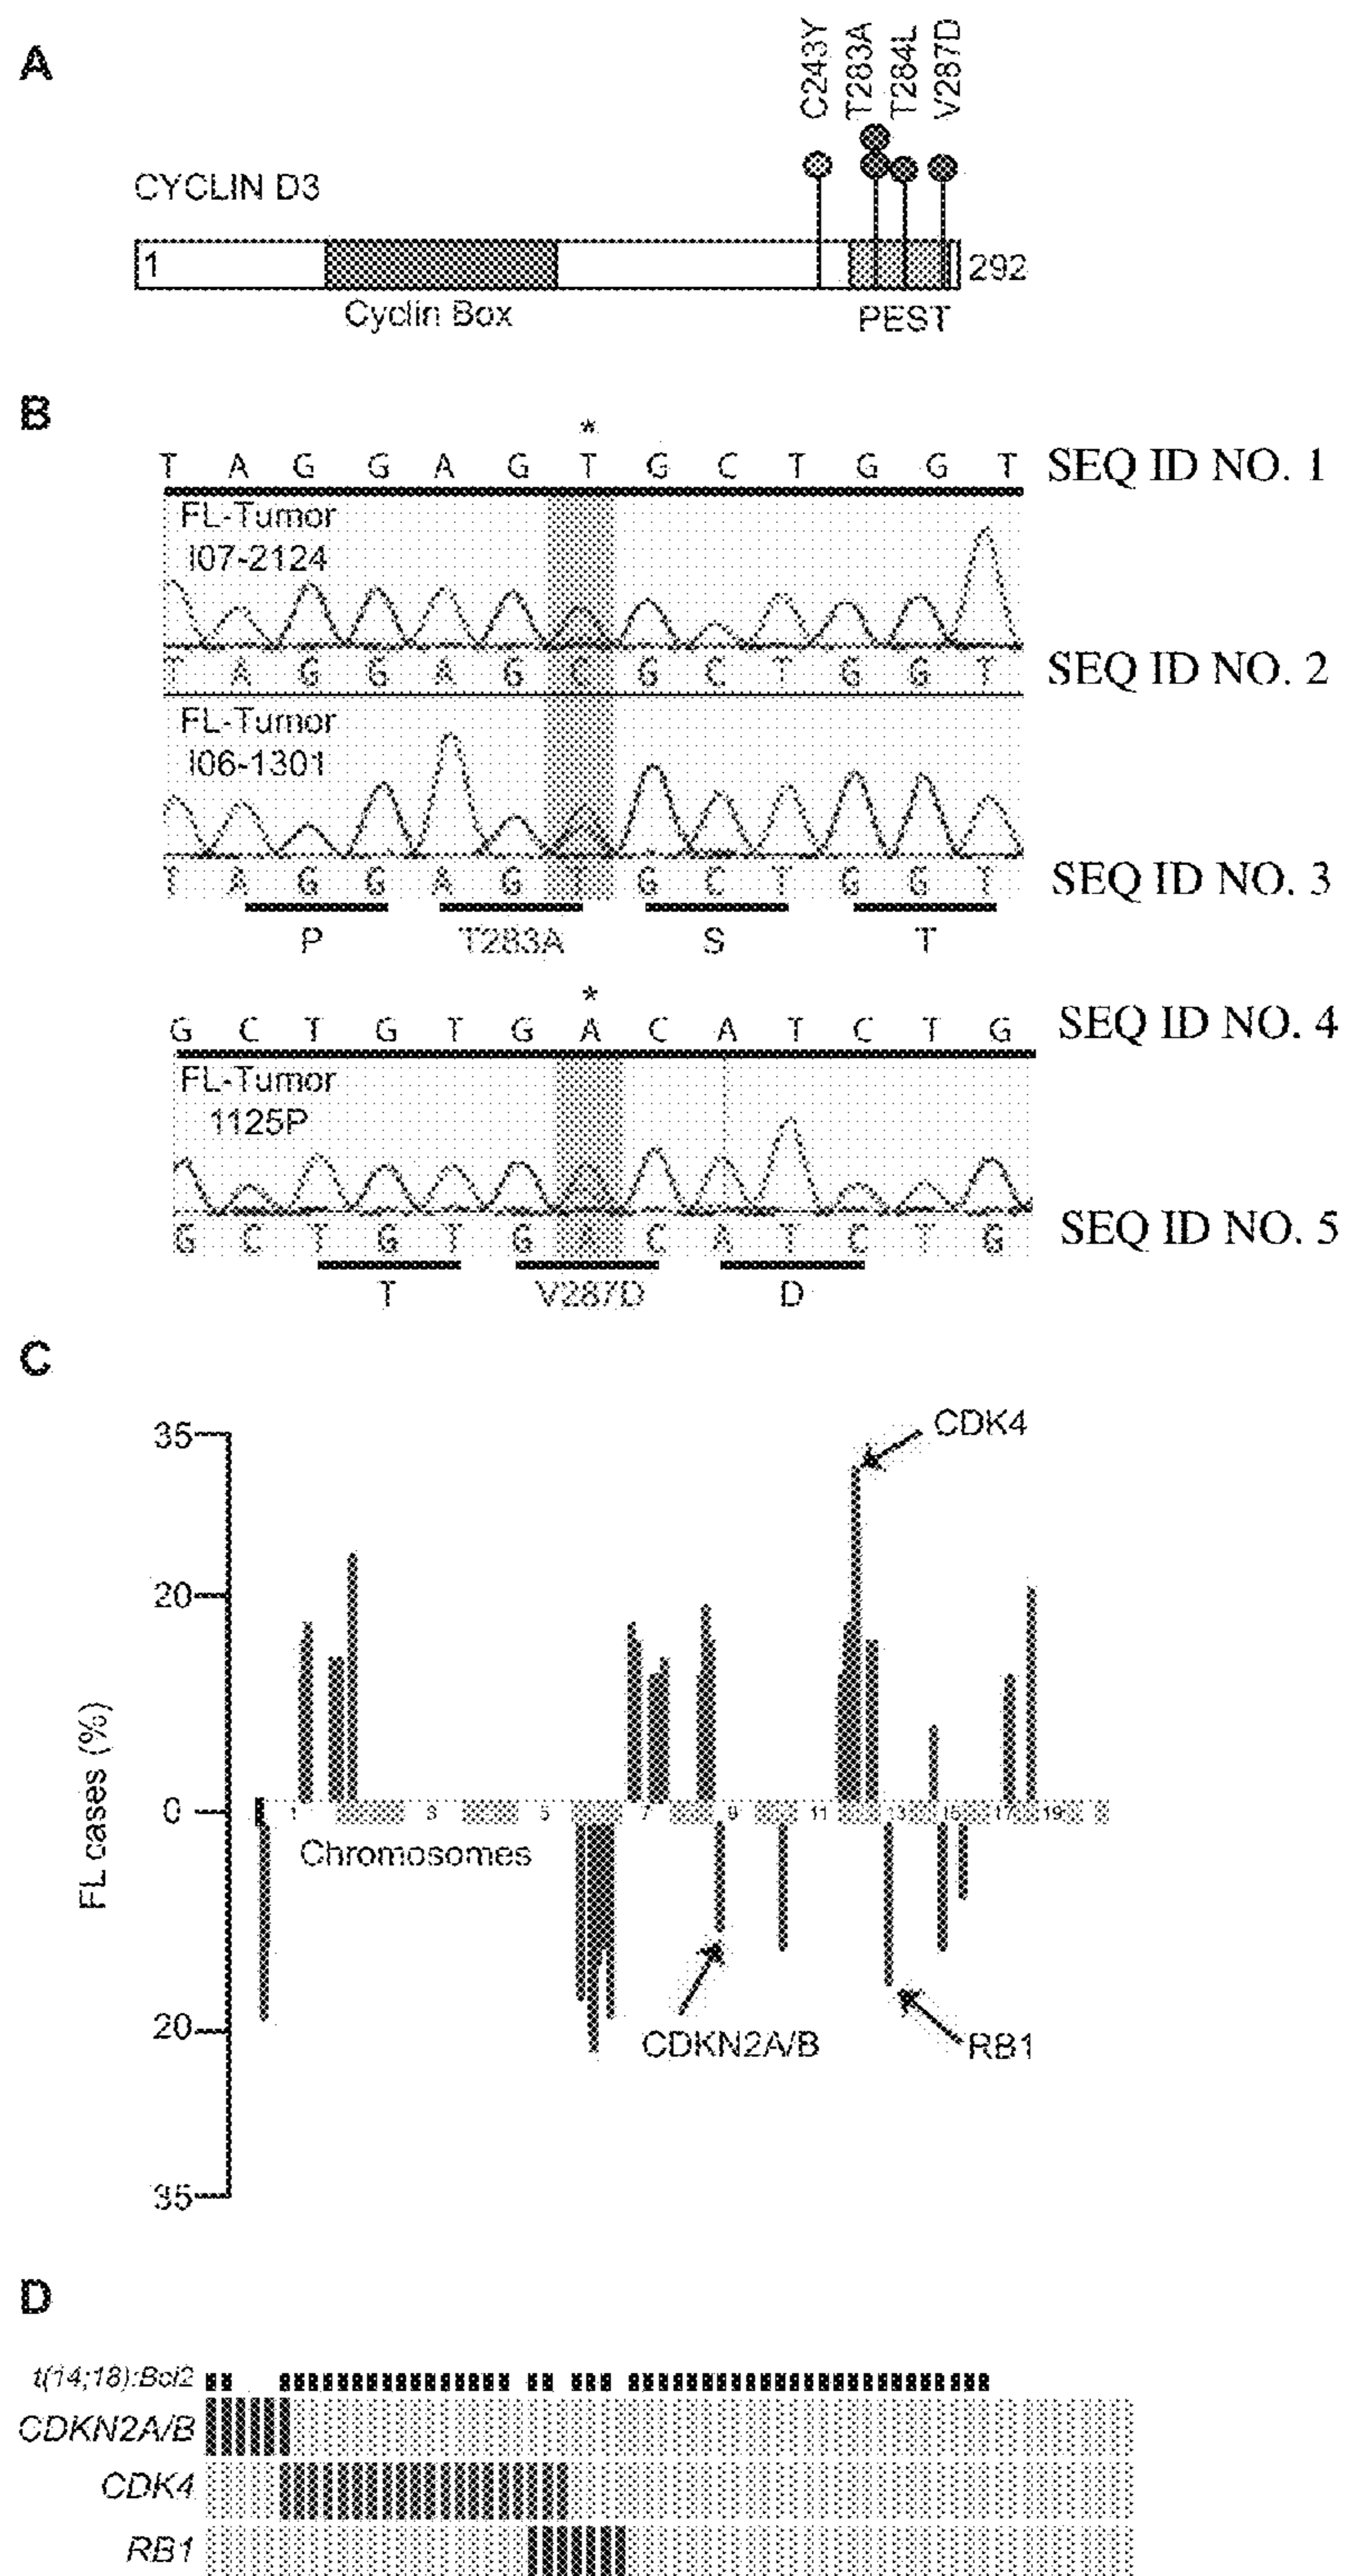 A
C243Y T283A T284L V287D
CYCLIN D3
1 292
Cyclin Box PEST
B
*
T A G G A G T G C T G G T SEQ ID NO. 1
FL-Tumor
I07-2124
T A G G A G C G C T G G T SEQ ID NO. 2
FL-Tumor
I06-1301
T A G G A G T G C T G G T SEQ ID NO. 3
P T283A S T
*
G C T G T G A C A T C T G SEQ ID NO. 4
FL-Tumor
1125P
G C T G T G A C A T C T G SEQ ID NO. 5
T V287D D
C
35 CDK4
20
FL cases (%)
0 1 3 5 7 9 11 13 15 17 19
Chromosomes
20 CDKN2A/B RB1
35
D
t(14;18):Bcl2
CDKN2A/B
CDK4
RB1